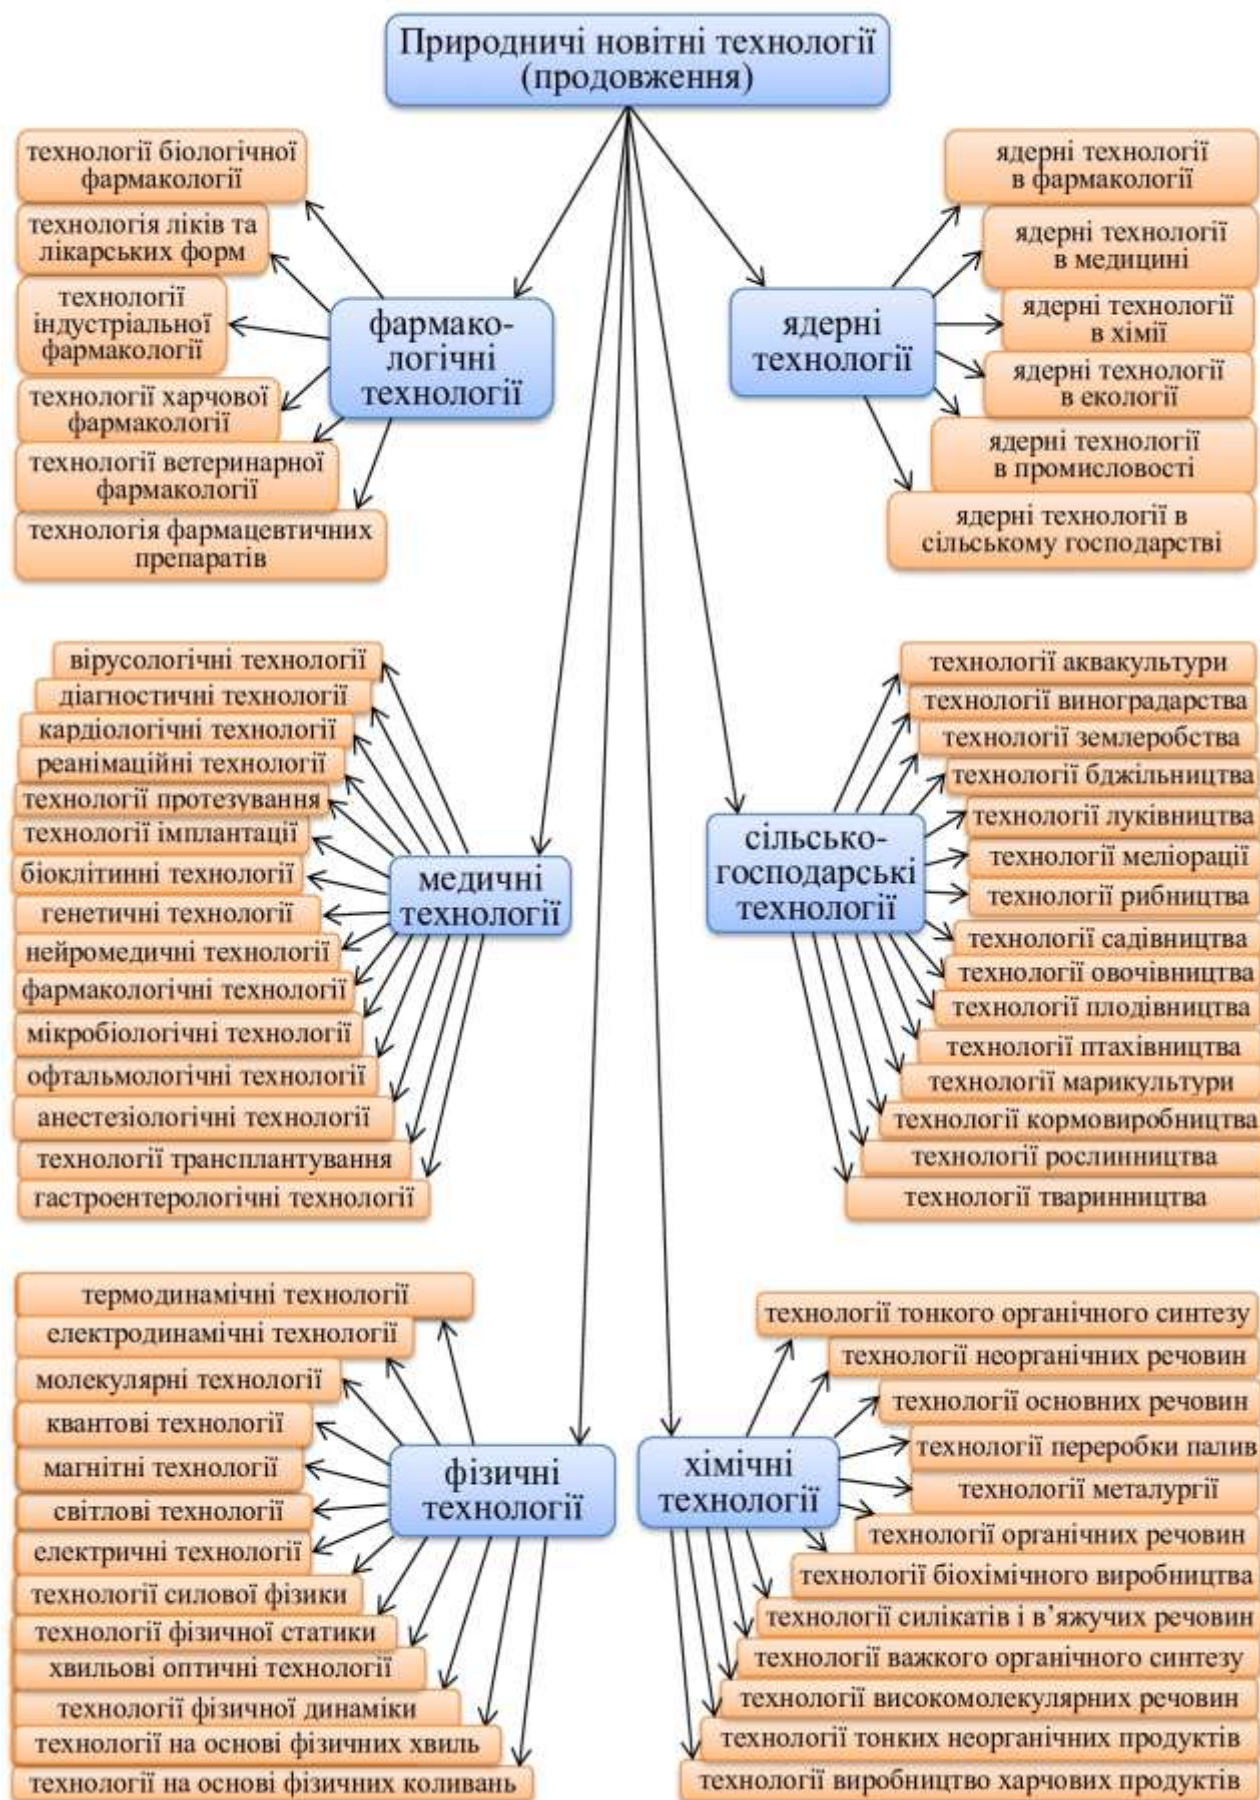 Природничі новітні технології
(продовження)
технології біологічної
фармакології
технологія ліків та
лікарських форм
технології
індустріальної
фармакології
технології харчової
фармакології
технології ветеринарної
фармакології
технологія фармацевтичних
препаратів
фармако-
логічні
технології
ядерні
технології
ядерні технології
в фармакології
ядерні технології
в медицині
ядерні технології
в хімії
ядерні технології
в екології
ядерні технології
в промисловості
ядерні технології в
сільському господарстві
вірусологічні технології
діагностичні технології
кардіологічні технології
реанімаційні технології
технології протезування
технології імплантації
біоклітинні технології
генетичні технології
нейромедичні технології
фармакологічні технології
мікробіологічні технології
офтальмологічні технології
анестезіологічні технології
технології трансплантування
гастроентерологічні технології
медичні
технології
сільсько-
господарські
технології
технології аквакультури
технології виноградарства
технології землеробства
технології бджільництва
технології луківництва
технології меліорації
технології рибництва
технології садівництва
технології овочівництва
технології плодівництва
технології птахівництва
технології марикультури
технології кормовиробництва
технології рослинництва
технології тваринництва
термодинамічні технології
електродинамічні технології
молекулярні технології
квантові технології
магнітні технології
світлові технології
електричні технології
технології силової фізики
технології фізичної статики
хвильові оптичні технології
технології фізичної динаміки
технології на основі фізичних хвиль
технології на основі фізичних коливань
фізичні
технології
хімічні
технології
технології тонкого органічного синтезу
технології неорганічних речовин
технології основних речовин
технології переробки палив
технології металургії
технології органічних речовин
технології біохімічного виробництва
технології силікатів і в’яжучих речовин
технології важкого органічного синтезу
технології високомолекулярних речовин
технології тонких неорганічних продуктів
технології виробництво харчових продуктів